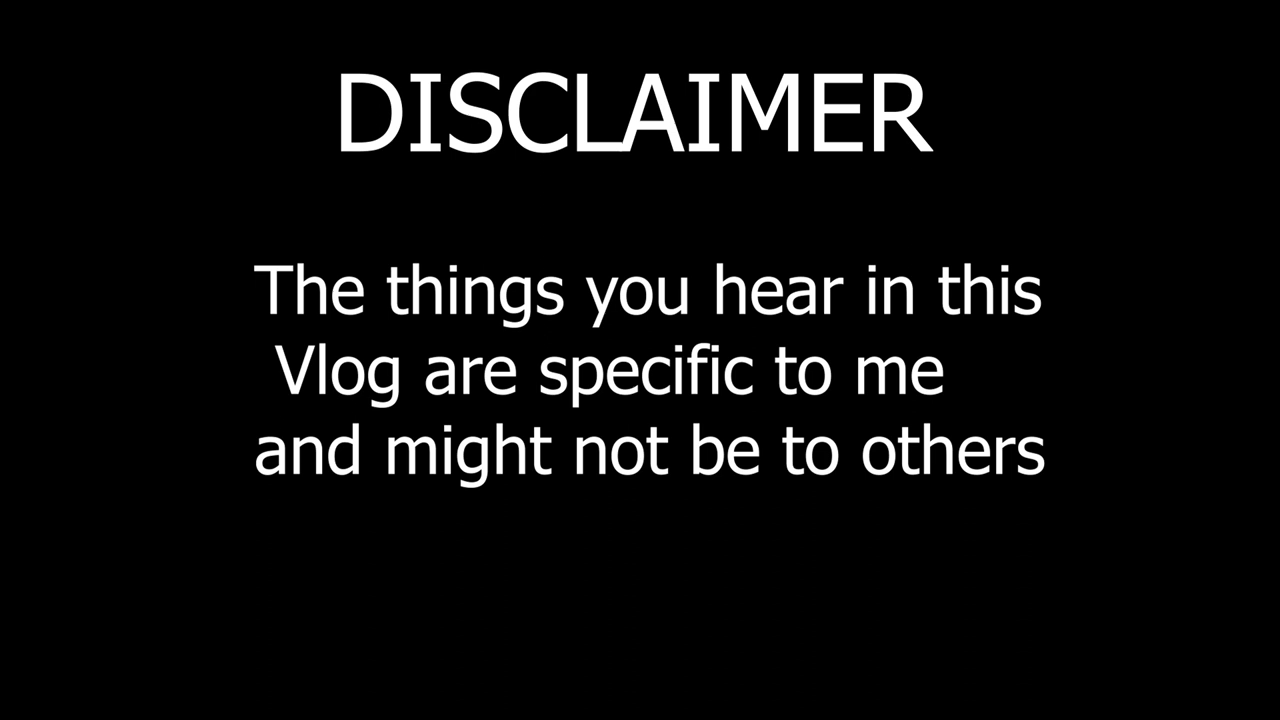 DISCLAIMER
The things you hear in this
Vlog are specific to me
and might not be to others